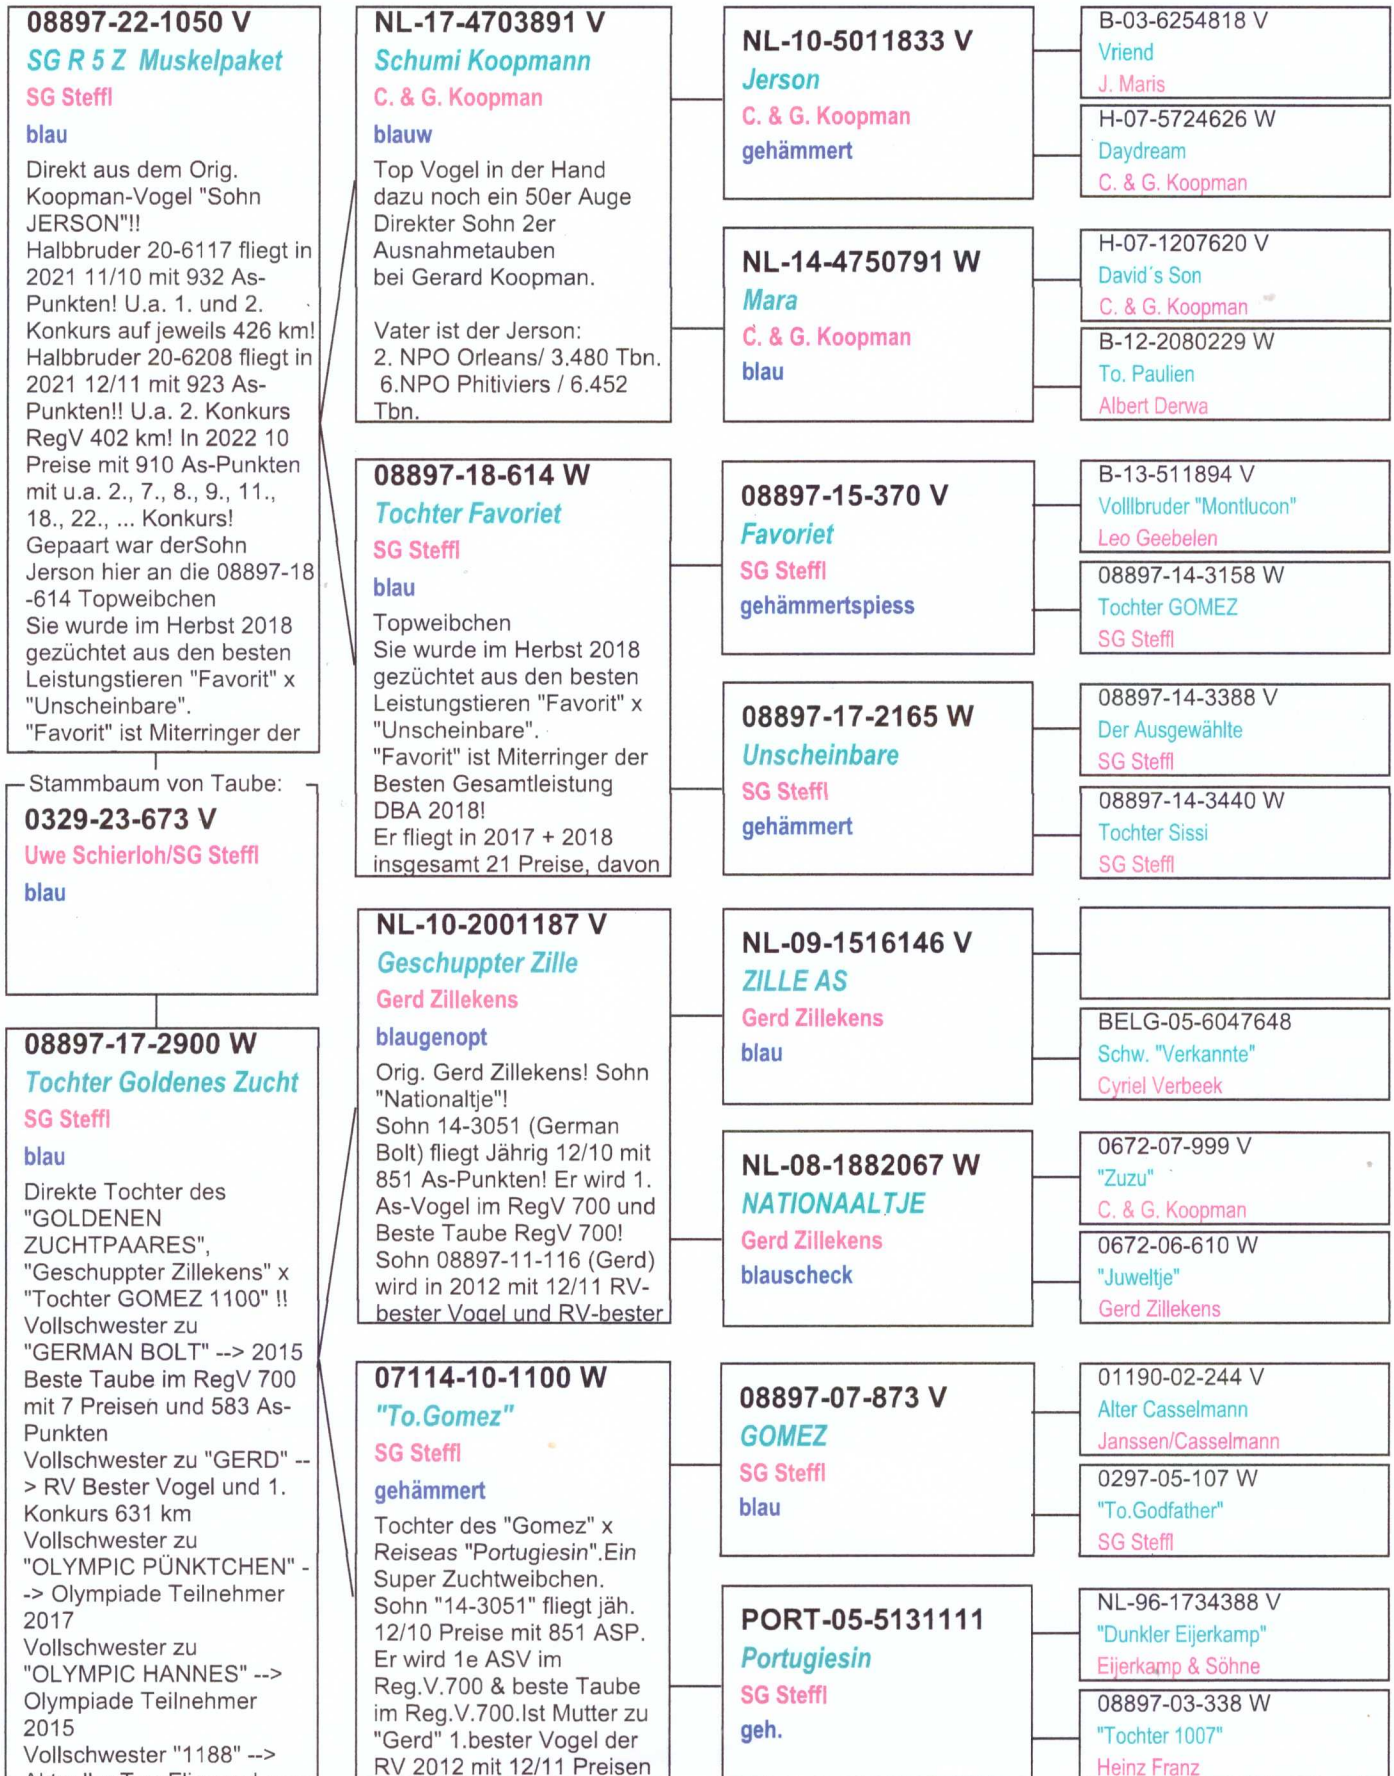 08897-22-1050 V
SG R 5 Z Muskelpaket
SG Steffl
blau
Direkt aus dem Orig.
Koopman-Vogel "Sohn
JERSON"!!
Halbbruder 20-6117 fliegt in
2021 11/10 mit 932 As-
Punkten! U.a. 1. und 2.
Konkurs auf jeweils 426 km!
Halbbruder 20-6208 fliegt in
2021 12/11 mit 923 As-
Punkten!! U.a. 2. Konkurs
RegV 402 km! In 2022 10
Preise mit 910 As-Punkten
mit u.a. 2., 7., 8., 9., 11.,
18., 22., ... Konkurs!
Gepaart war derSohn
Jerson hier an die 08897-18
-614 Topweibchen
Sie wurde im Herbst 2018
gezüchtet aus den besten
Leistungstieren "Favorit" x
"Unscheinbare".
"Favorit" ist Miterringer der
Stammbaum von Taube:
0329-23-673 V
Uwe Schierloh/SG Steffl
blau
08897-17-2900 W
Tochter Goldenes Zucht
SG Steffl
blau
Direkte Tochter des
"GOLDENEN
ZUCHTPAARES",
"Geschuppter Zillekens" x
"Tochter GOMEZ 1100" !!
Vollschwester zu
"GERMAN BOLT" --> 2015
Beste Taube im RegV 700
mit 7 Preisen und 583 As-
Punkten
Vollschwester zu "GERD" --
> RV Bester Vogel und 1.
Konkurs 631 km
Vollschwester zu
"OLYMPIC PÜNKTCHEN" -
-> Olympiade Teilnehmer
2017
Vollschwester zu
"OLYMPIC HANNES" -->
Olympiade Teilnehmer
2015
Vollschwester "1188" -->
NL-17-4703891 V
Schumi Koopmann
C. & G. Koopman
blauw
Top Vogel in der Hand
dazu noch ein 50er Auge
Direkter Sohn 2er
Ausnahmetauben
bei Gerard Koopman.
Vater ist der Jerson:
2. NPO Orleans/ 3.480 Tbn.
6.NPO Phitiviers / 6.452
Tbn.
08897-18-614 W
Tochter Favoriet
SG Steffl
blau
Topweibchen
Sie wurde im Herbst 2018
gezüchtet aus den besten
Leistungstieren "Favorit" x
"Unscheinbare".
"Favorit" ist Miterringer der
Besten Gesamtleistung
DBA 2018!
Er fliegt in 2017 + 2018
insgesamt 21 Preise, davon
NL-10-2001187 V
Geschuppter Zille
Gerd Zillekens
blaugenopt
Orig. Gerd Zillekens! Sohn
"Nationaltje"!
Sohn 14-3051 (German
Bolt) fliegt Jährig 12/10 mit
851 As-Punkten! Er wird 1.
As-Vogel im RegV 700 und
Beste Taube RegV 700!
Sohn 08897-11-116 (Gerd)
wird in 2012 mit 12/11 RV-
bester Vogel und RV-bester
07114-10-1100 W
"To.Gomez"
SG Steffl
gehämmert
Tochter des "Gomez" x
Reiseas "Portugiesin".Ein
Super Zuchtweibchen.
Sohn "14-3051" fliegt jäh.
12/10 Preise mit 851 ASP.
Er wird 1e ASV im
Reg.V.700 & beste Taube
im Reg.V.700.Ist Mutter zu
"Gerd" 1.bester Vogel der
RV 2012 mit 12/11 Preisen
NL-10-5011833 V
Jerson
C. & G. Koopman
gehämmert
NL-14-4750791 W
Mara
C. & G. Koopman
blau
08897-15-370 V
Favoriet
SG Steffl
gehämmertspiess
08897-17-2165 W
Unscheinbare
SG Steffl
gehämmert
NL-09-1516146 V
ZILLE AS
Gerd Zillekens
blau
NL-08-1882067 W
NATIONAALTJE
Gerd Zillekens
blauscheck
08897-07-873 V
GOMEZ
SG Steffl
blau
PORT-05-5131111
Portugiesin
SG Steffl
geh.
B-03-6254818 V
Vriend
J. Maris
H-07-5724626 W
Daydream
C. & G. Koopman
H-07-1207620 V
David´s Son
C. & G. Koopman
B-12-2080229 W
To. Paulien
Albert Derwa
B-13-511894 V
Volllbruder "Montlucon"
Leo Geebelen
08897-14-3158 W
Tochter GOMEZ
SG Steffl
08897-14-3388 V
Der Ausgewählte
SG Steffl
08897-14-3440 W
Tochter Sissi
SG Steffl
BELG-05-6047648
Schw. "Verkannte"
Cyriel Verbeek
0672-07-999 V
"Zuzu"
C. & G. Koopman
0672-06-610 W
"Juweltje"
Gerd Zillekens
01190-02-244 V
Alter Casselmann
Janssen/Casselmann
0297-05-107 W
"To.Godfather"
SG Steffl
NL-96-1734388 V
"Dunkler Eijerkamp"
Eijerkamp & Söhne
08897-03-338 W
"Tochter 1007"
Heinz Franz